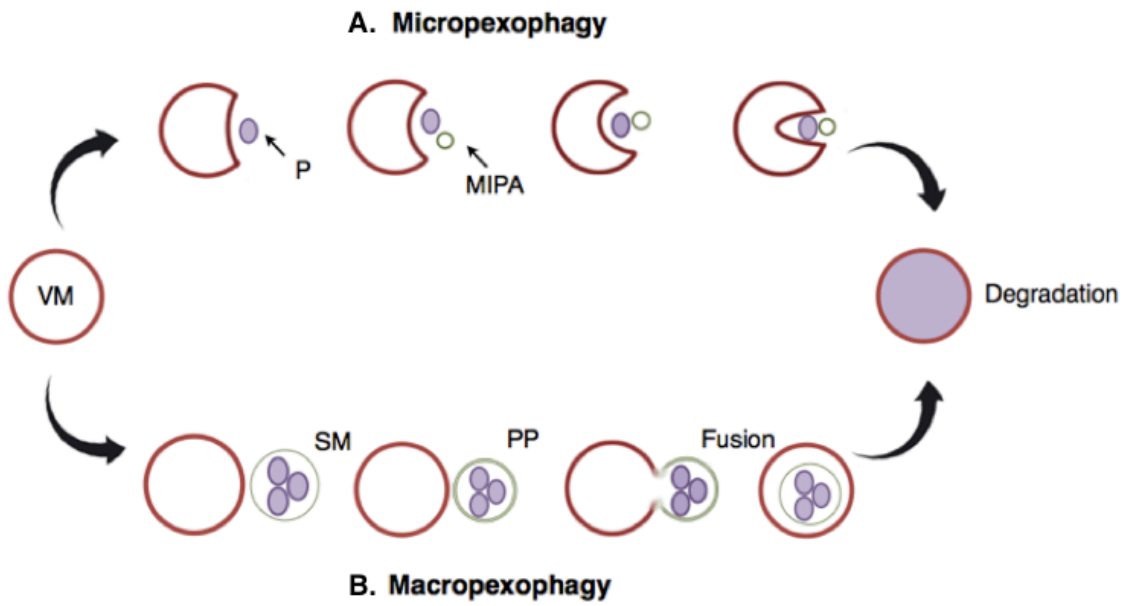 A. Micropexophagy
P
MIPA
VM
Degradation
SM
PP
Fusion
B. Macropexophagy